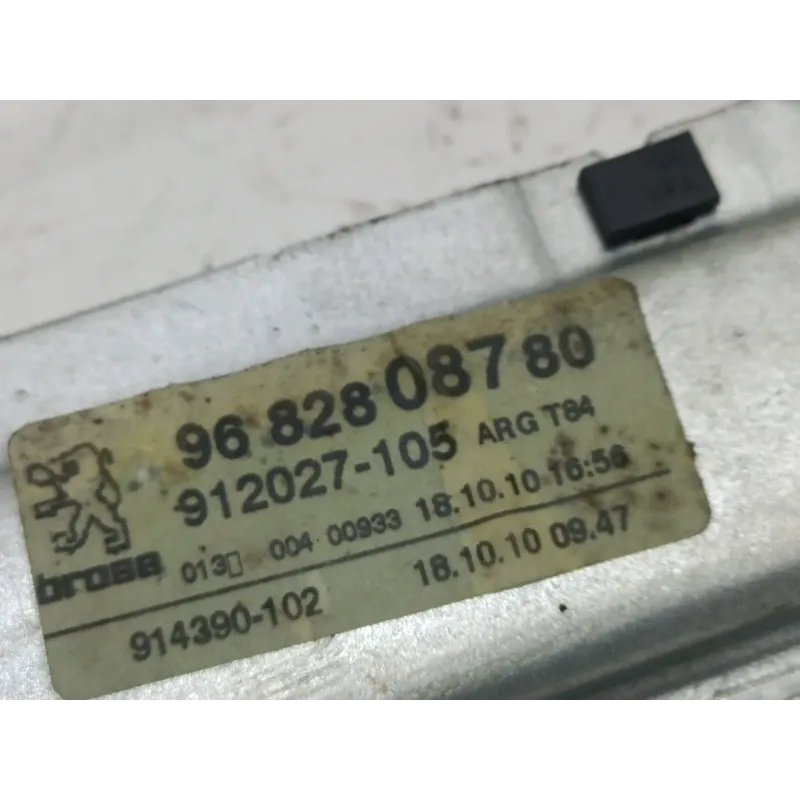 96 828 087 80
912027-105 ARG T84
brose 013▯ 004 00933 18.10.10 16:56
914390-102 18.10.10 09.47